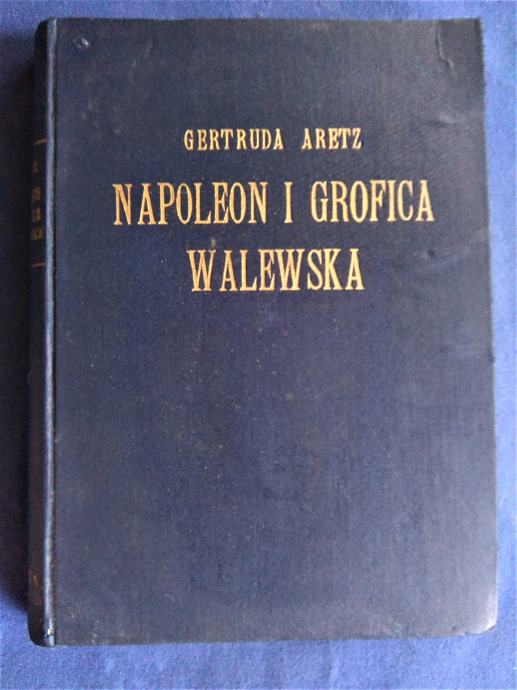 GERTRUDA ARETZ
NAPOLEON I GROFICA
WALEWSKA